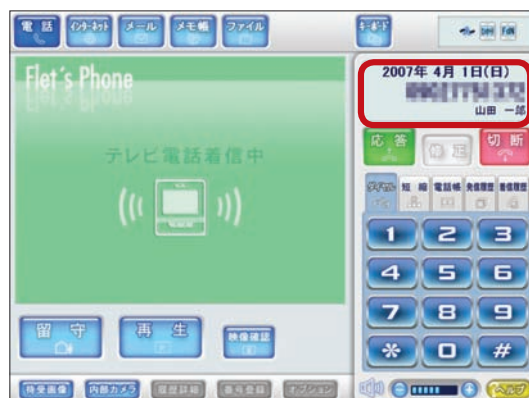 電話 インターネット メール メモ帳 ファイル キーボード
Flet's Phone
テレビ電話着信中
2007年 4月 1日(日)
山田 一郎
応答 修正 切断
ダイヤル 短縮 電話帳 発信履歴 着信履歴
1 2 3
4 5 6
7 8 9
* 0 #
留守 再生 映像確認
待受画像 内部カメラ 履歴詳細 番号登録 オプション
ヘルプ